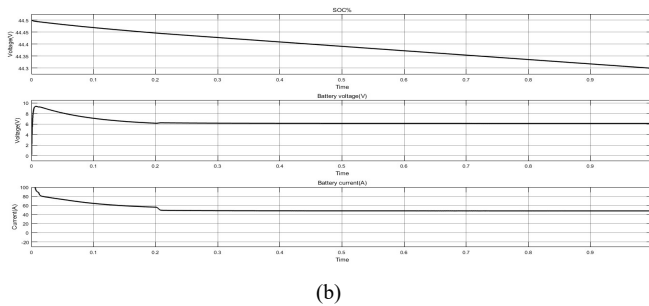 SOC%
Voltage(V)
44.5
44.45
44.4
44.35
44.3
0 0.1 0.2 0.3 0.4 0.5 0.6 0.7 0.8 0.9
Time
Battery voltage(V)
Voltage(V)
10
8
6
4
2
0
0 0.1 0.2 0.3 0.4 0.5 0.6 0.7 0.8 0.9
Time
Battery current(A)
Current(A)
100
80
60
40
20
0
-20
0 0.1 0.2 0.3 0.4 0.5 0.6 0.7 0.8 0.9
Time
(b)